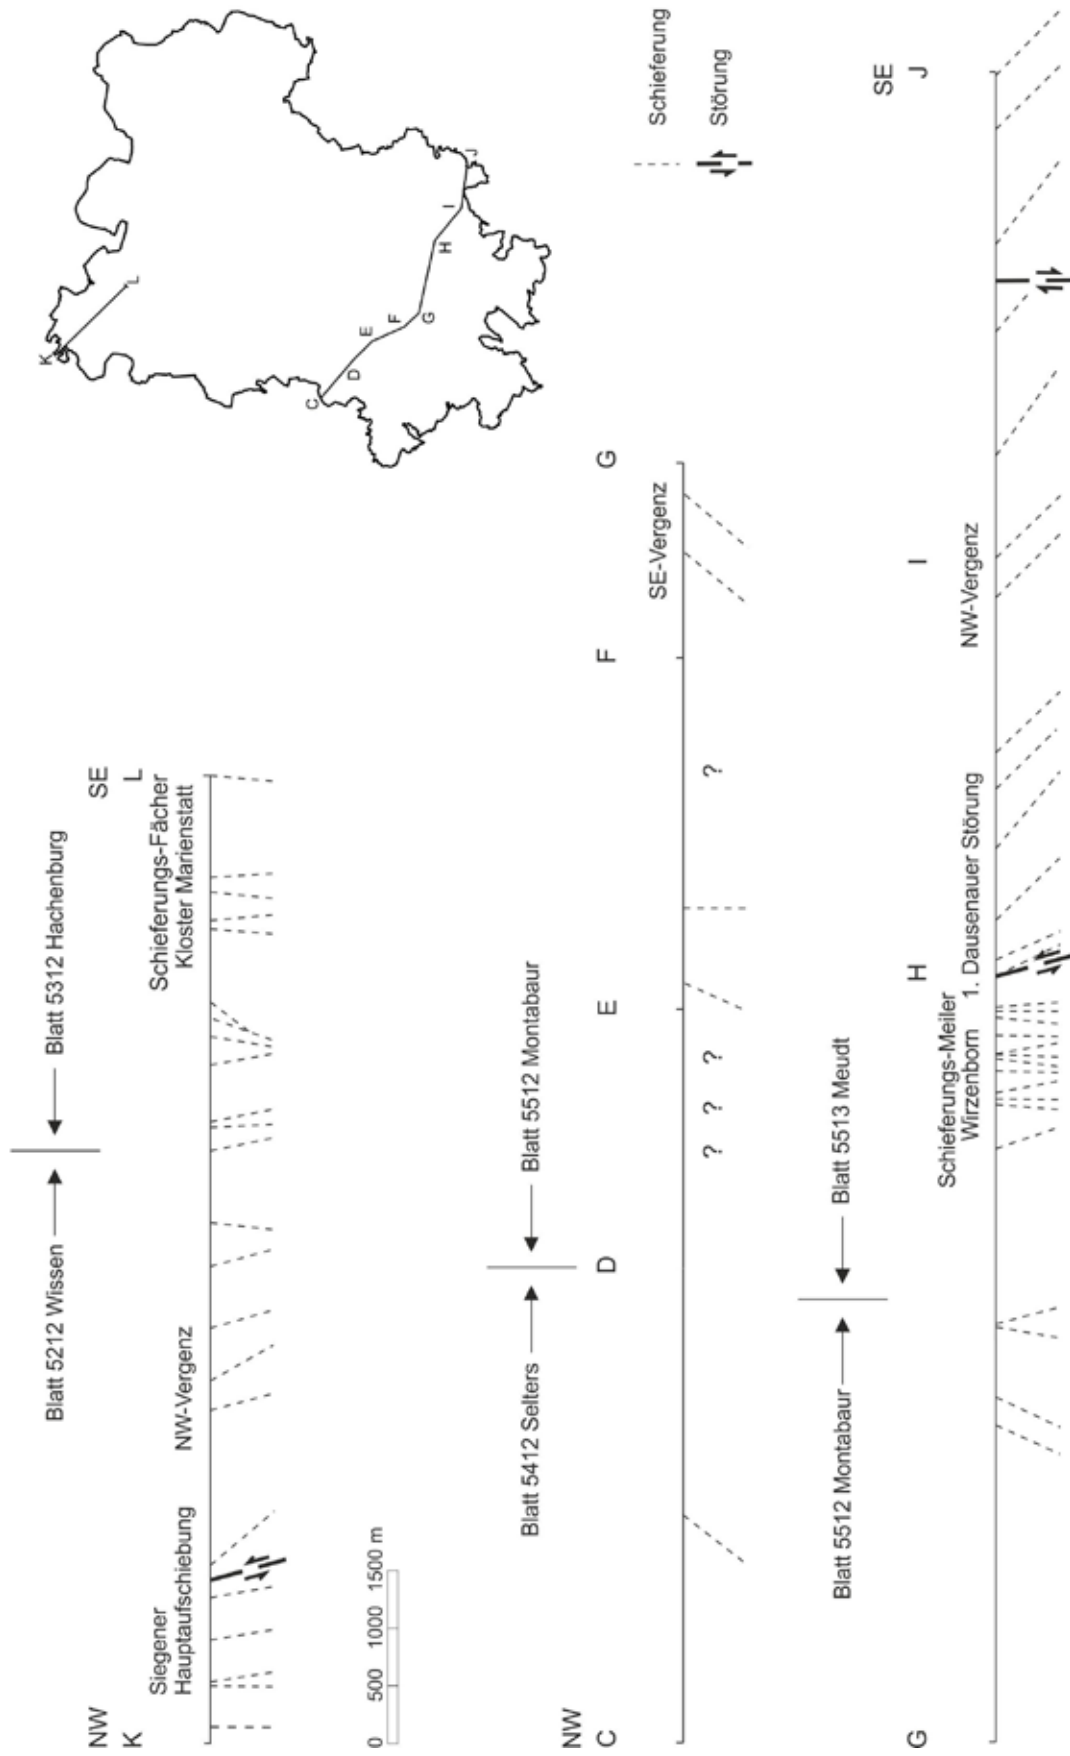 Blatt 5212 Wissen
Blatt 5312 Hachenburg
NW
SE
K
L
Siegener
Hauptaufschiebung
NW-Vergenz
Schieferungs-Fächer
Kloster Marienstatt
0 500 1000 1500 m
K
L
C
D
E
F
G
H
I
J
Schieferung
Störung
Blatt 5412 Selters
Blatt 5512 Montabaur
NW
C
D
E
F
G
SE-Vergenz
? ? ? ?
Blatt 5512 Montabaur
Blatt 5513 Meudt
SE
G
H
I
J
Schieferungs-Meiler
Wirzenborn
1. Dausenauer Störung
NW-Vergenz